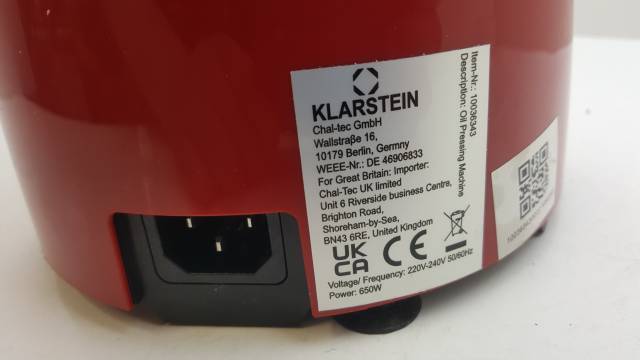 KLARSTEIN
Chal-tec GmbH
Wallstraße 16,
10179 Berlin, Germny
WEEE-Nr.: DE 46906833
For Great Britain: Importer:
Chal-Tec UK limited
Unit 6 Riverside business Centre,
Brighton Road,
Shoreham-by-Sea,
BN43 6RE, United Kingdom
UK
CA
CE
Voltage/ Frequency: 220V-240V 50/60Hz
Power: 650W
Item-Nr.: 10036343
Description: Oil Pressing Machine